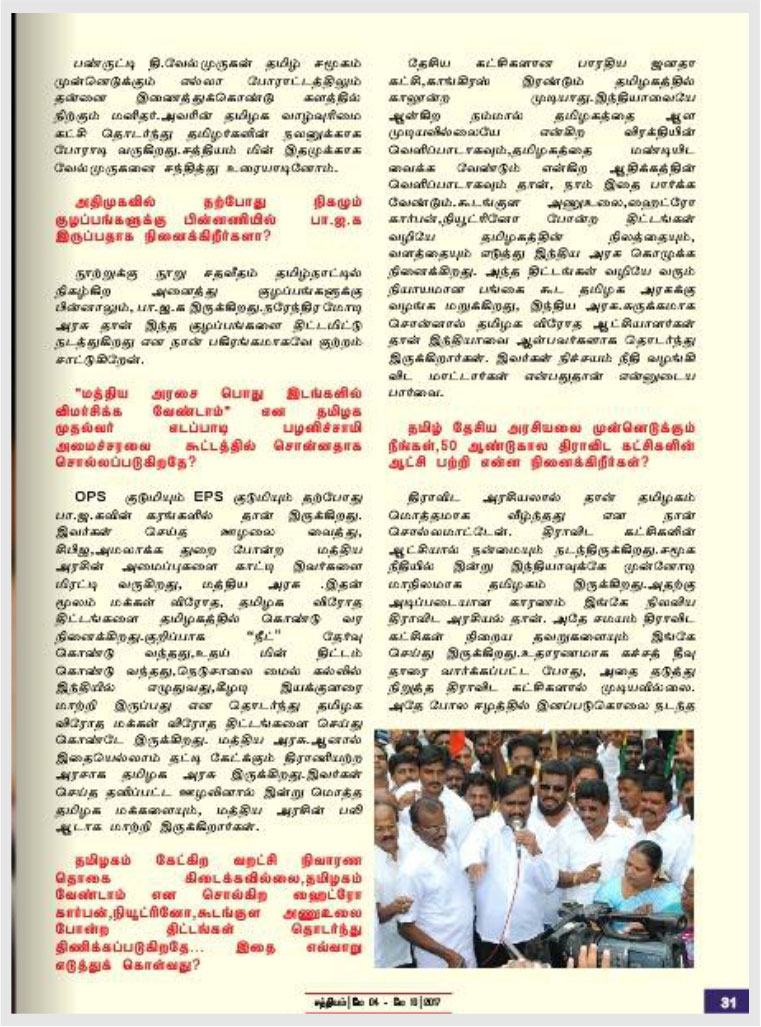 பண்ருட்டி தி.வேல்முருகன் தமிழ் சமூகம்
முன்னெடுக்கும் எல்லா போராட்டத்திலும்
தன்னை இணைத்துக்கொண்டு களத்தில்
நிற்கும் மனிதர்.அவரின் தமிழக வாழ்வுரிமை
கட்சி தொடர்ந்து தமிழர்களின் நலனுக்காக
போராடி வருகிறது.சத்தியம் மின் இதழுக்காக
வேல்முருகனை சந்தித்து உரையாடினோம்.
அதிமுகவில் தற்போது நிகழும்
குழப்பங்களுக்கு பின்னணியில் பா.ஜ.க
இருப்பதாக நினைக்கிறீர்களா?
நூற்றுக்கு நூறு சதவீதம் தமிழ்நாட்டில்
நிகழ்கிற அனைத்து குழப்பங்களுக்கு
பின்னாலும், பா.ஜ.க இருக்கிறது.நரேந்திர மோடி
அரசு தான் இந்த குழப்பங்களை திட்டமிட்டு
நடத்துகிறது என நான் பகிரங்கமாகவே குற்றம்
சாட்டுகிறேன்.
"மத்திய அரசை பொது இடங்களில்
விமர்சிக்க வேண்டாம்" என தமிழக
முதல்வர் எடப்பாடி பழனிச்சாமி
அமைச்சரவை கூட்டத்தில் சொன்னதாக
சொல்லப்படுகிறதே?
OPS குடுமியும் EPS குடுமியும் தற்போது
பா.ஜ.கவின் கரங்களில் தான் இருக்கிறது.
இவர்கள் செய்த ஊழலை வைத்து,
சிபிஐ,அமலாக்க துறை போன்ற மத்திய
அரசின் அமைப்புகளை காட்டி இவர்களை
மிரட்டி வருகிறது, மத்திய அரசு .இதன்
மூலம் மக்கள் விரோத, தமிழக விரோத
திட்டங்களை தமிழகத்தில் கொண்டு வர
நினைக்கிறது.குறிப்பாக "நீட்" தேர்வு
கொண்டு வந்தது,உதய் மின் திட்டம்
கொண்டு வந்தது,நெடுசாலை மைல் கல்லில்
இந்தியில் எழுதுவது,கீழடி இயக்குனரை
மாற்றி இருப்பது என தொடர்ந்து தமிழக
விரோத மக்கள் விரோத திட்டங்களை செய்து
கொண்டே இருக்கிறது. மத்திய அரசு.ஆனால்
இதையெல்லாம் தட்டி கேட்க்கும் திராணியற்ற
அரசாக தமிழக அரசு இருக்கிறது.இவர்கள்
செய்த தனிப்பட்ட ஊழலினால் இன்று மொத்த
தமிழக மக்களையும், மத்திய அரசின் பலி
ஆடாக மாற்றி இருக்கிறார்கள்.
தமிழகம் கேட்கிற வறட்சி நிவாரண
தொகை கிடைக்கவில்லை,தமிழகம்
வேண்டாம் என சொல்கிற ஹைட்ரோ
கார்பன்,நியூட்ரினோ,கூடங்குள அணுஉலை
போன்ற திட்டங்கள் தொடர்ந்து
திணிக்கப்படுகிறதே... இதை எவ்வாறு
எடுத்துக் கொள்வது?
தேசிய கட்சிகளான பாரதிய ஜனதா
கட்சி,காங்கிரஸ் இரண்டும் தமிழகத்தில்
காலூன்ற முடியாது.இந்தியாவையே
ஆள்கிற நம்மால் தமிழகத்தை ஆள
முடியவில்லையே என்கிற விரக்தியின்
வெளிப்பாடாகவும்,தமிழகத்தை மண்டியிட
வைக்க வேண்டும் என்கிற ஆதிக்கத்தின்
வெளிப்பாடாகவும் தான், நாம் இதை பார்க்க
வேண்டும்.கூடங்குள அணுஉலை,ஹைட்ரோ
கார்பன்,நியூட்ரினோ போன்ற திட்டங்கள்
வழியே தமிழகத்தின் நிலத்தையும்,
வளத்தையும் எடுத்து இந்திய அரசு கொழுக்க
நினைக்கிறது. அந்த திட்டங்கள் வழியே வரும்
நியாயமான பங்கை கூட தமிழக அரசுக்கு
வழங்க மறுக்கிறது, இந்திய அரசு.சுருக்கமாக
சொன்னால் தமிழக விரோத ஆட்சியாளர்கள்
தான் இந்தியாவை ஆள்பவர்களாக தொடர்ந்து
இருக்கிறார்கள். இவர்கள் நிச்சயம் நீதி வழங்கி
விட மாட்டார்கள் என்பதுதான் என்னுடைய
பார்வை.
தமிழ் தேசிய அரசியலை முன்னெடுக்கும்
நீங்கள்,50 ஆண்டுகால திராவிட கட்சிகளின்
ஆட்சி பற்றி என்ன நினைக்கிறீர்கள்?
திராவிட அரசியலால் தான் தமிழகம்
மொத்தமாக வீழ்ந்தது என நான்
சொல்லமாட்டேன். திராவிட கட்சிகளின்
ஆட்சியால் நன்மையும் நடந்திருக்கிறது.சமூக
நீதியில் இன்று இந்தியாவுக்கே முன்னோடி
மாநிலமாக தமிழகம் இருக்கிறது.அதற்கு
அடிப்படையான காரணம் இங்கே நிலவிய
திராவிட அரசியல் தான். அதே சமயம் திராவிட
கட்சிகள் நிறைய தவறுகளையும் இங்கே
செய்து இருக்கிறது.உதாரணமாக கச்சத் தீவு
தாரை வார்க்கப்பட்ட போது, அதை தடுத்து
நிறுத்த திராவிட கட்சிகளால் முடியவில்லை.
அதே போல ஈழத்தில் இனப்படுகொலை நடந்த
சத்தியம்| மே 04 - மே 18 |2017
31